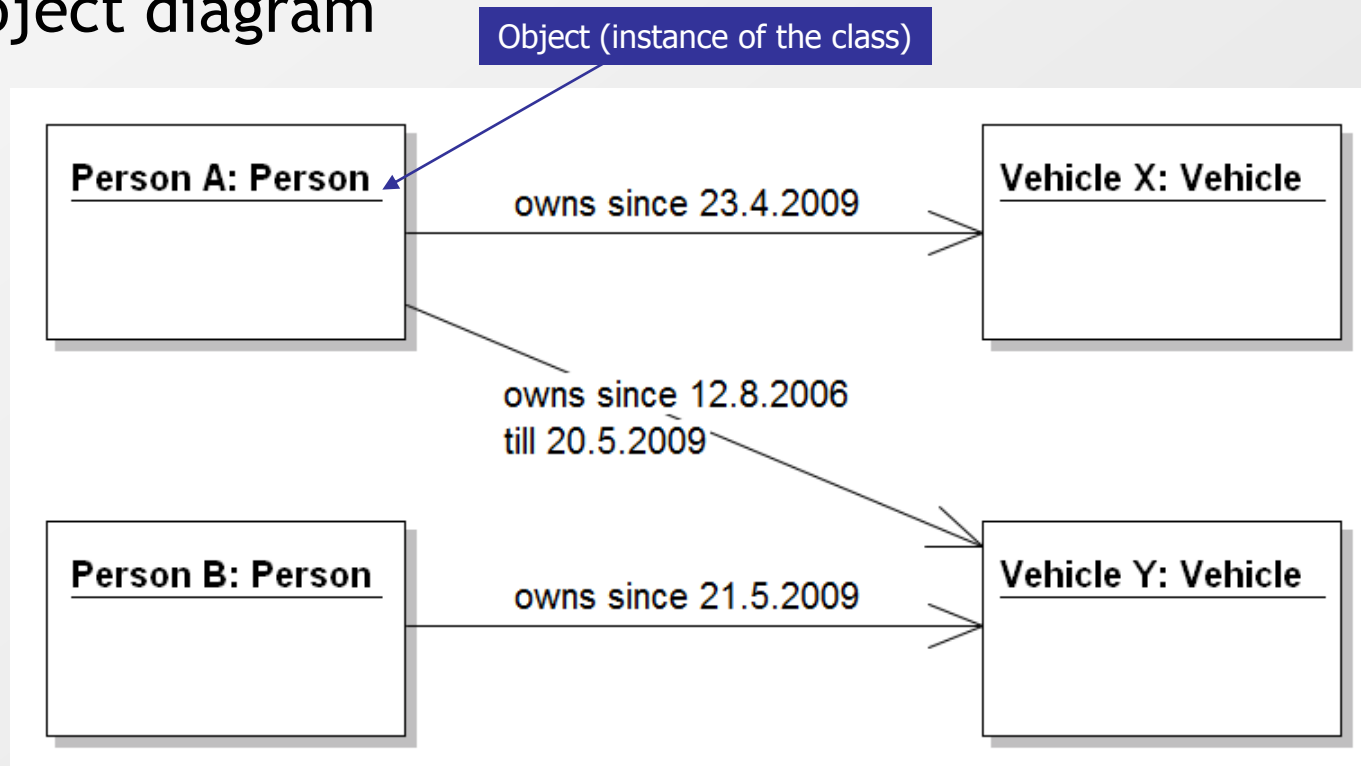 oject diagram
Object (instance of the class)
Person A: Person
owns since 23.4.2009
Vehicle X: Vehicle
owns since 12.8.2006
till 20.5.2009
Person B: Person
owns since 21.5.2009
Vehicle Y: Vehicle